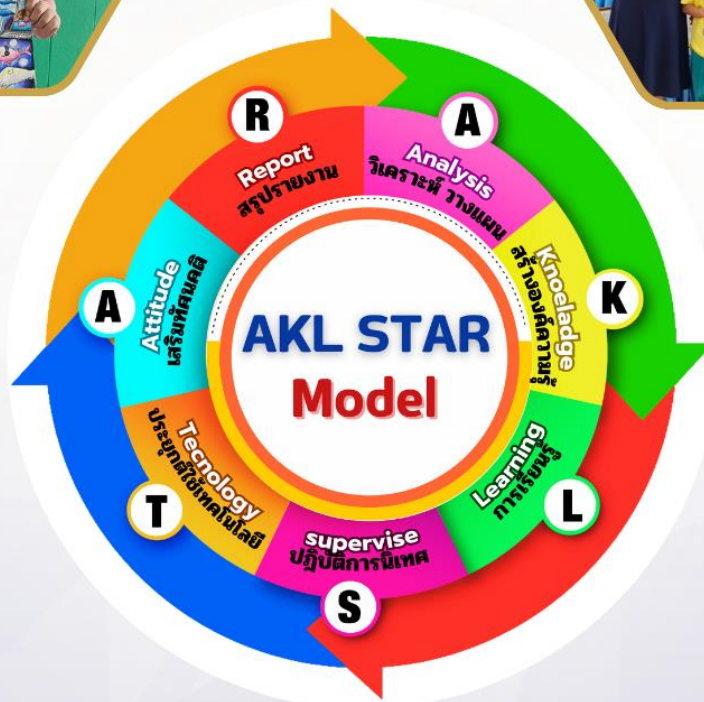 AKL STAR
Model
A
Analysis
วิเคราะห์ วางแผน
K
Knoeladge
สร้างองค์ความรู้
L
Learning
การเรียนรู้
S
supervise
ปฏิบัติการนิเทศ
T
Tecnology
ประยุกต์ใช้เทคโนโลยี
A
Attitude
เสริมทัศนคติ
R
Report
สรุปรายงาน